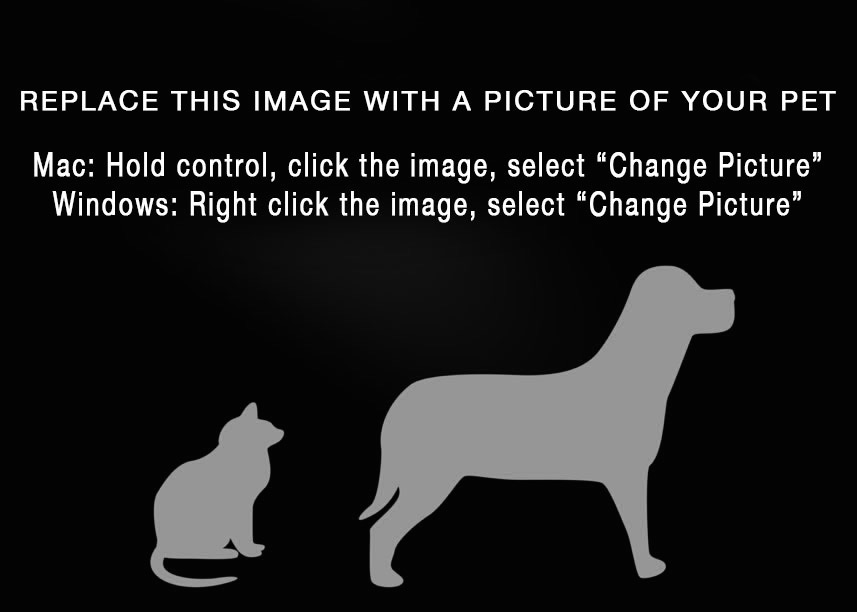 REPLACE THIS IMAGE WITH A PICTURE OF YOUR PET
Mac: Hold control, click the image, select “Change Picture”
Windows: Right click the image, select “Change Picture”